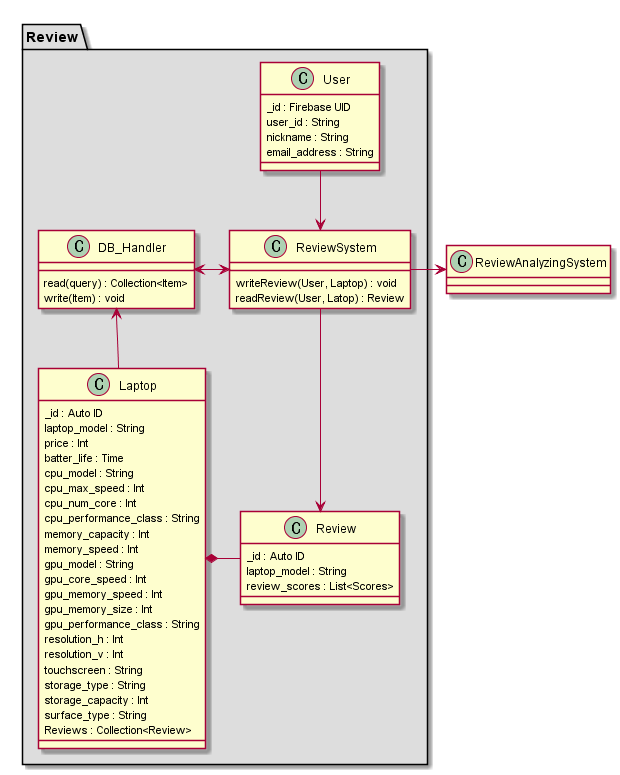 Review
C User
_id : Firebase UID
user_id : String
nickname : String
email_address : String
C DB_Handler
read(query) : Collection<Item>
write(Item) : void
C ReviewSystem
writeReview(User, Laptop) : void
readReview(User, Latop) : Review
C ReviewAnalyzingSystem
C Laptop
_id : Auto ID
laptop_model : String
price : Int
batter_life : Time
cpu_model : String
cpu_max_speed : Int
cpu_num_core : Int
cpu_performance_class : String
memory_capacity : Int
memory_speed : Int
gpu_model : String
gpu_core_speed : Int
gpu_memory_speed : Int
gpu_memory_size : Int
gpu_performance_class : String
resolution_h : Int
resolution_v : Int
touchscreen : String
storage_type : String
storage_capacity : Int
surface_type : String
Reviews : Collection<Review>
C Review
_id : Auto ID
laptop_model : String
review_scores : List<Scores>